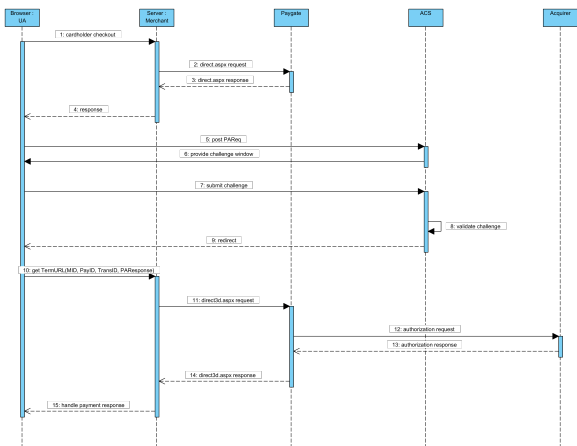 Browser :
UA
Server :
Merchant
Paygate
ACS
Acquirer
1: cardholder checkout
2: direct.aspx request
3: direct.aspx response
4: response
5: post PAReq
6: provide challenge window
7: submit challenge
8: validate challenge
9: redirect
10: get TermURL(MID, PayID, TransID, PAResponse)
11: direct3d.aspx request
12: authorization request
13: authorization response
14: direct3d.aspx response
15: handle payment response